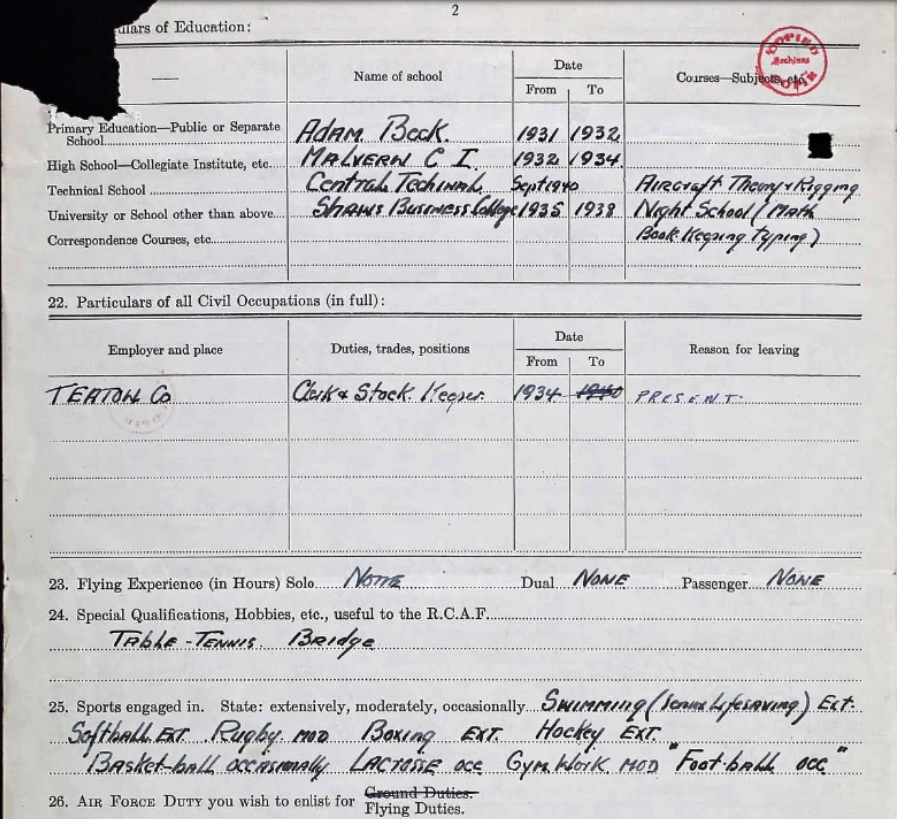 2
ulars of Education:
COPIED
Archives
Name of school Date Courses—Subjects, etc.
From To
Primary Education—Public or Separate
School Adam Beck. 1931 1932
High School—Collegiate Institute, etc. MALVERN C I. 1932 1934
Technical School Central Techinal Sept 1940 Aircraft Theory & Rigging
University or School other than above Shaws Business College 1935 1938 Night School (Math
Correspondence Courses, etc. Book Keeping Typing)
22. Particulars of all Civil Occupations (in full):
Employer and place Duties, trades, positions Date Reason for leaving
From To
T EATON Co Clerk & Stock Keeper. 1934 1940 PRESENT.
23. Flying Experience (in Hours) Solo None Dual NONE Passenger NONE
24. Special Qualifications, Hobbies, etc., useful to the R.C.A.F.
Table-Tennis. Bridge
25. Sports engaged in. State: extensively, moderately, occasionally Swimming (Senior Lifesaving) Ext.
Softball EXT. Rugby MOD Boxing EXT. Hockey EXT.
"Basket-ball occasionally Lacrosse occ Gym Work MOD "Foot-ball occ"
26. AIR FORCE DUTY you wish to enlist for Ground Duties.
Flying Duties.